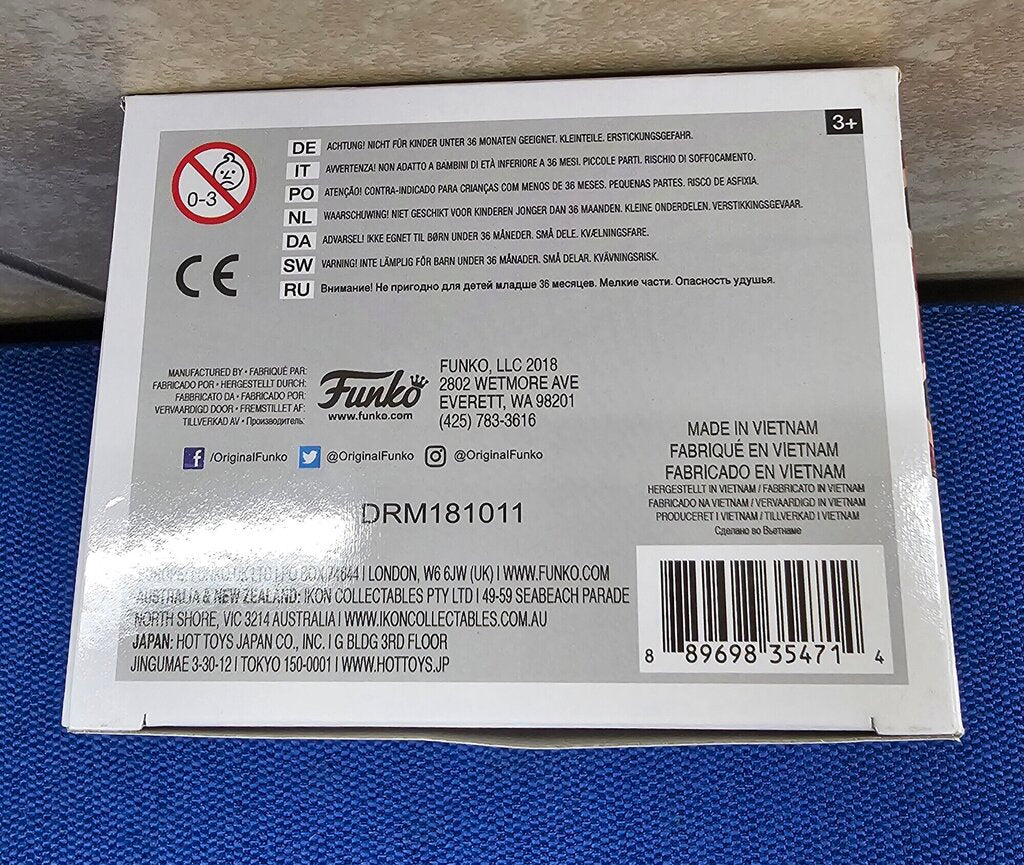 3+
0-3
DE ACHTUNG! NICHT FÜR KINDER UNTER 36 MONATEN GEEIGNET. KLEINTEILE. ERSTICKUNGSGEFAHR.
IT AVVERTENZA! NON ADATTO A BAMBINI DI ETÀ INFERIORE A 36 MESI. PICCOLE PARTI. RISCHIO DI SOFFOCAMENTO.
PO ATENÇÃO! CONTRA-INDICADO PARA CRIANÇAS COM MENOS DE 36 MESES. PEQUENAS PARTES. RISCO DE ASFIXIA.
NL WAARSCHUWING! NIET GESCHIKT VOOR KINDEREN JONGER DAN 36 MAANDEN. KLEINE ONDERDELEN. VERSTIKKINGSGEVAAR.
DA ADVARSEL! IKKE EGNET TIL BØRN UNDER 36 MÅNEDER. SMÅ DELE. KVÆLNINGSFARE.
SW VARNING! INTE LÄMPLIG FÖR BARN UNDER 36 MÅNADER. SMÅ DELAR. KVÄVNINGSRISK.
RU Внимание! Не пригодно для детей младше 36 месяцев. Мелкие части. Опасность удушья.
CE
MANUFACTURED BY • FABRIQUÉ PAR:
FABRICADO POR • HERGESTELLT DURCH:
FABBRICATO DA • FABRICADO POR:
VERVAARDIGD DOOR • FREMSTILLET AF:
TILLVERKAD AV • Производитель:
Funko
www.funko.com
FUNKO, LLC 2018
2802 WETMORE AVE
EVERETT, WA 98201
(425) 783-3616
/OriginalFunko @OriginalFunko @OriginalFunko
DRM181011
MADE IN VIETNAM
FABRIQUÉ EN VIETNAM
FABRICADO EN VIETNAM
HERGESTELLT IN VIETNAM / FABBRICATO IN VIETNAM
FABRICADO NA VIETNAM / VERVAARDIGD IN VIETNAM
PRODUCERET I VIETNAM / TILLVERKAD I VIETNAM
Сделано во Вьетнаме
FUNKO UK LTD I PO BOX 74644 I LONDON, W6 6JW (UK) I WWW.FUNKO.COM
AUSTRALIA & NEW ZEALAND: IKON COLLECTABLES PTY LTD I 49-59 SEABEACH PARADE
NORTH SHORE, VIC 3214 AUSTRALIA I WWW.IKONCOLLECTABLES.COM.AU
JAPAN: HOT TOYS JAPAN CO., INC. I G BLDG 3RD FLOOR
JINGUMAE 3-30-12 I TOKYO 150-0001 I WWW.HOTTOYS.JP
8 89698 35471 4